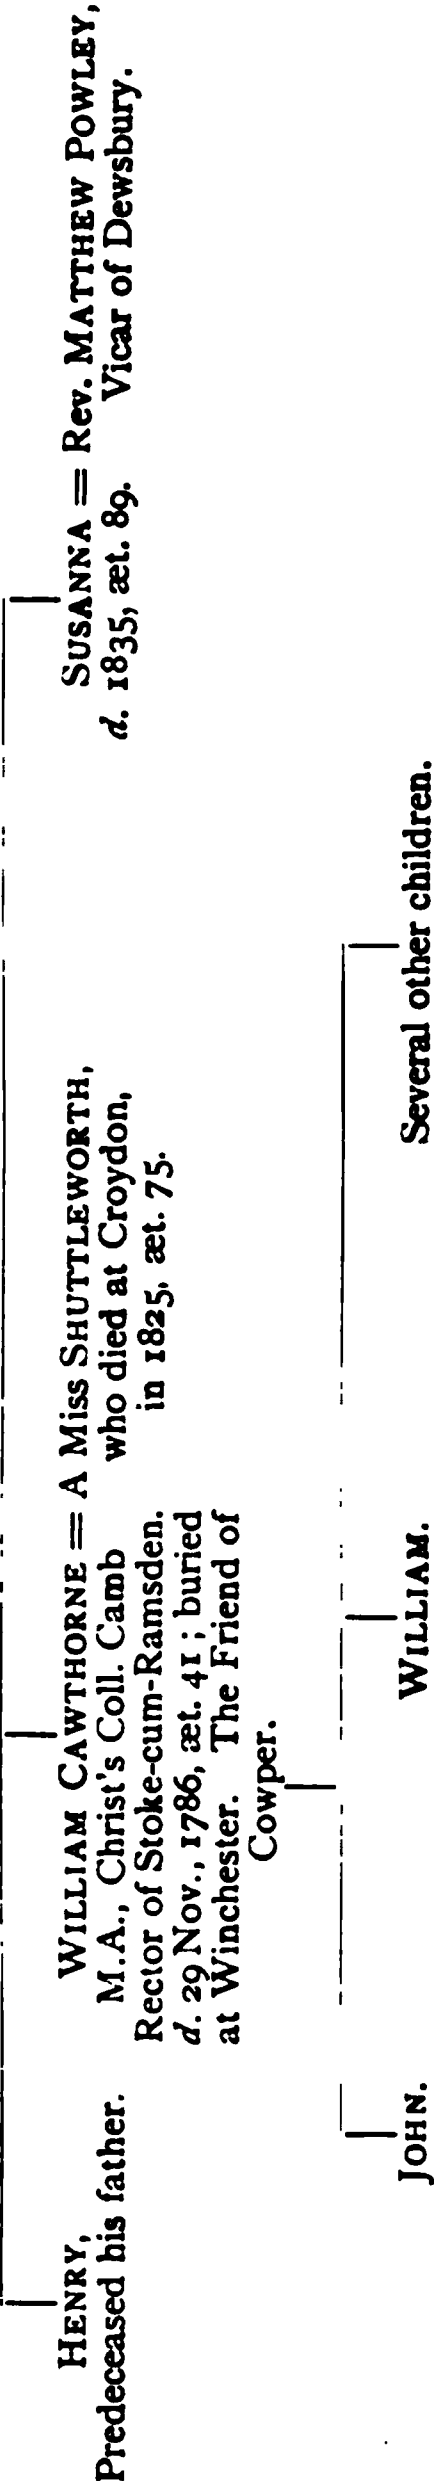 HENRY,
Predeceased his father.
WILLIAM CAWTHORNE = A Miss SHUTTLEWORTH,
M.A., Christ's Coll. Camb
Rector of Stoke-cum-Ramsden.
d. 29 Nov., 1786, æt. 41; buried
at Winchester. The Friend of
Cowper.
who died at Croydon,
in 1825, æt. 75.
SUSANNA = Rev. MATTHEW POWLEY,
d. 1835, æt. 89.
Vicar of Dewsbury.
JOHN.
WILLIAM.
Several other children.